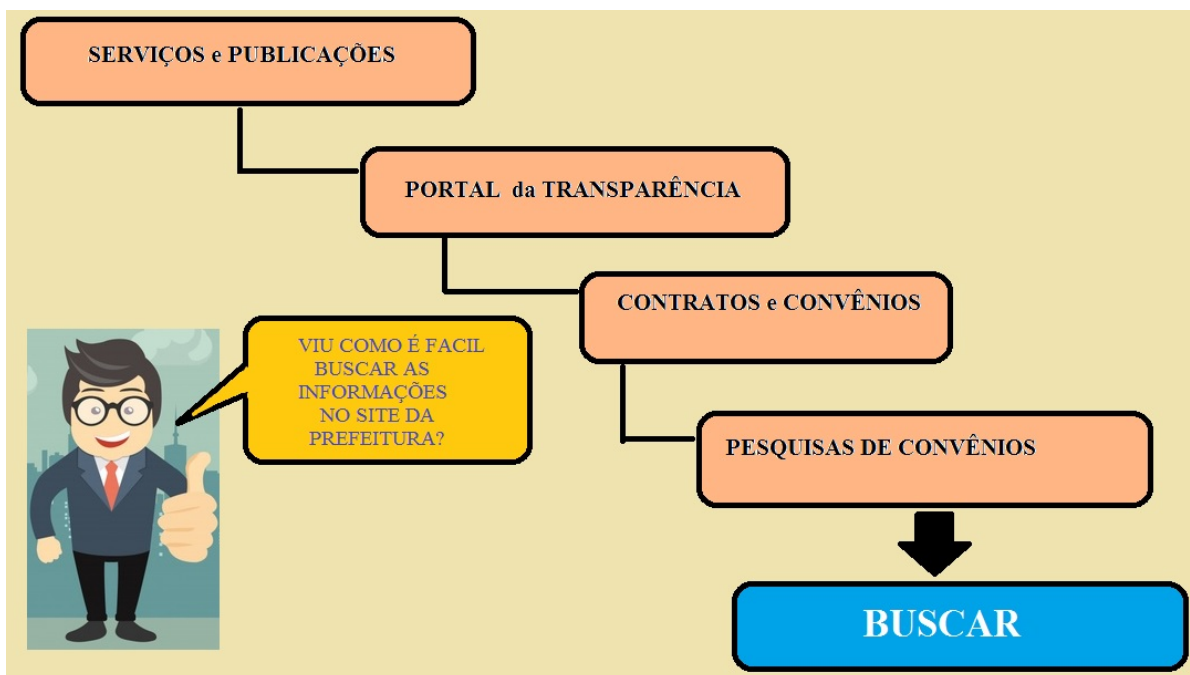 SERVIÇOS e PUBLICAÇÕES
PORTAL da TRANSPARÊNCIA
CONTRATOS e CONVÊNIOS
VIU COMO É FACIL
BUSCAR AS
INFORMAÇÕES
NO SITE DA
PREFEITURA?
PESQUISAS DE CONVÊNIOS
BUSCAR